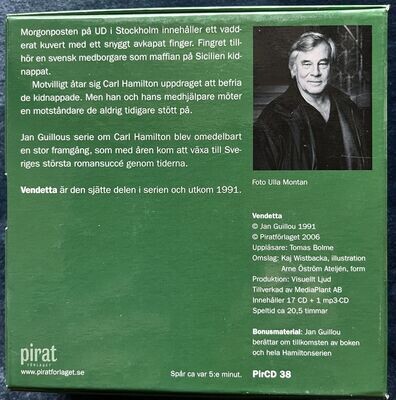 Morgonposten på UD i Stockholm innehåller ett vadd-
erat kuvert med ett snyggt avkapat finger. Fingret till-
hör en svensk medborgare som maffian på Sicilien kid-
nappat.
Motvilligt åtar sig Carl Hamilton uppdraget att befria
de kidnappade. Men han och hans medhjälpare möter
en motståndare de aldrig tidigare stött på.
Jan Guillous serie om Carl Hamilton blev omedelbart
en stor framgång, som med åren kom att växa till Sve-
riges största romansuccé genom tiderna.
Vendetta är den sjätte delen i serien och utkom 1991.
Foto Ulla Montan
Vendetta
© Jan Guillou 1991
© Piratförlaget 2006
Uppläsare: Tomas Bolme
Omslag: Kaj Wistbacka, illustration
Arne Öström Ateljén, form
Produktion: Visuellt Ljud
Tillverkad av MediaPlant AB
Innehåller 17 CD + 1 mp3-CD
Speltid ca 20,5 timmar
Bonusmaterial: Jan Guillou
berättar om tillkomsten av boken
och hela Hamiltonserien
PirCD 38
pirat
FÖRLAGET
www.piratforlaget.se
Spår ca var 5:e minut.